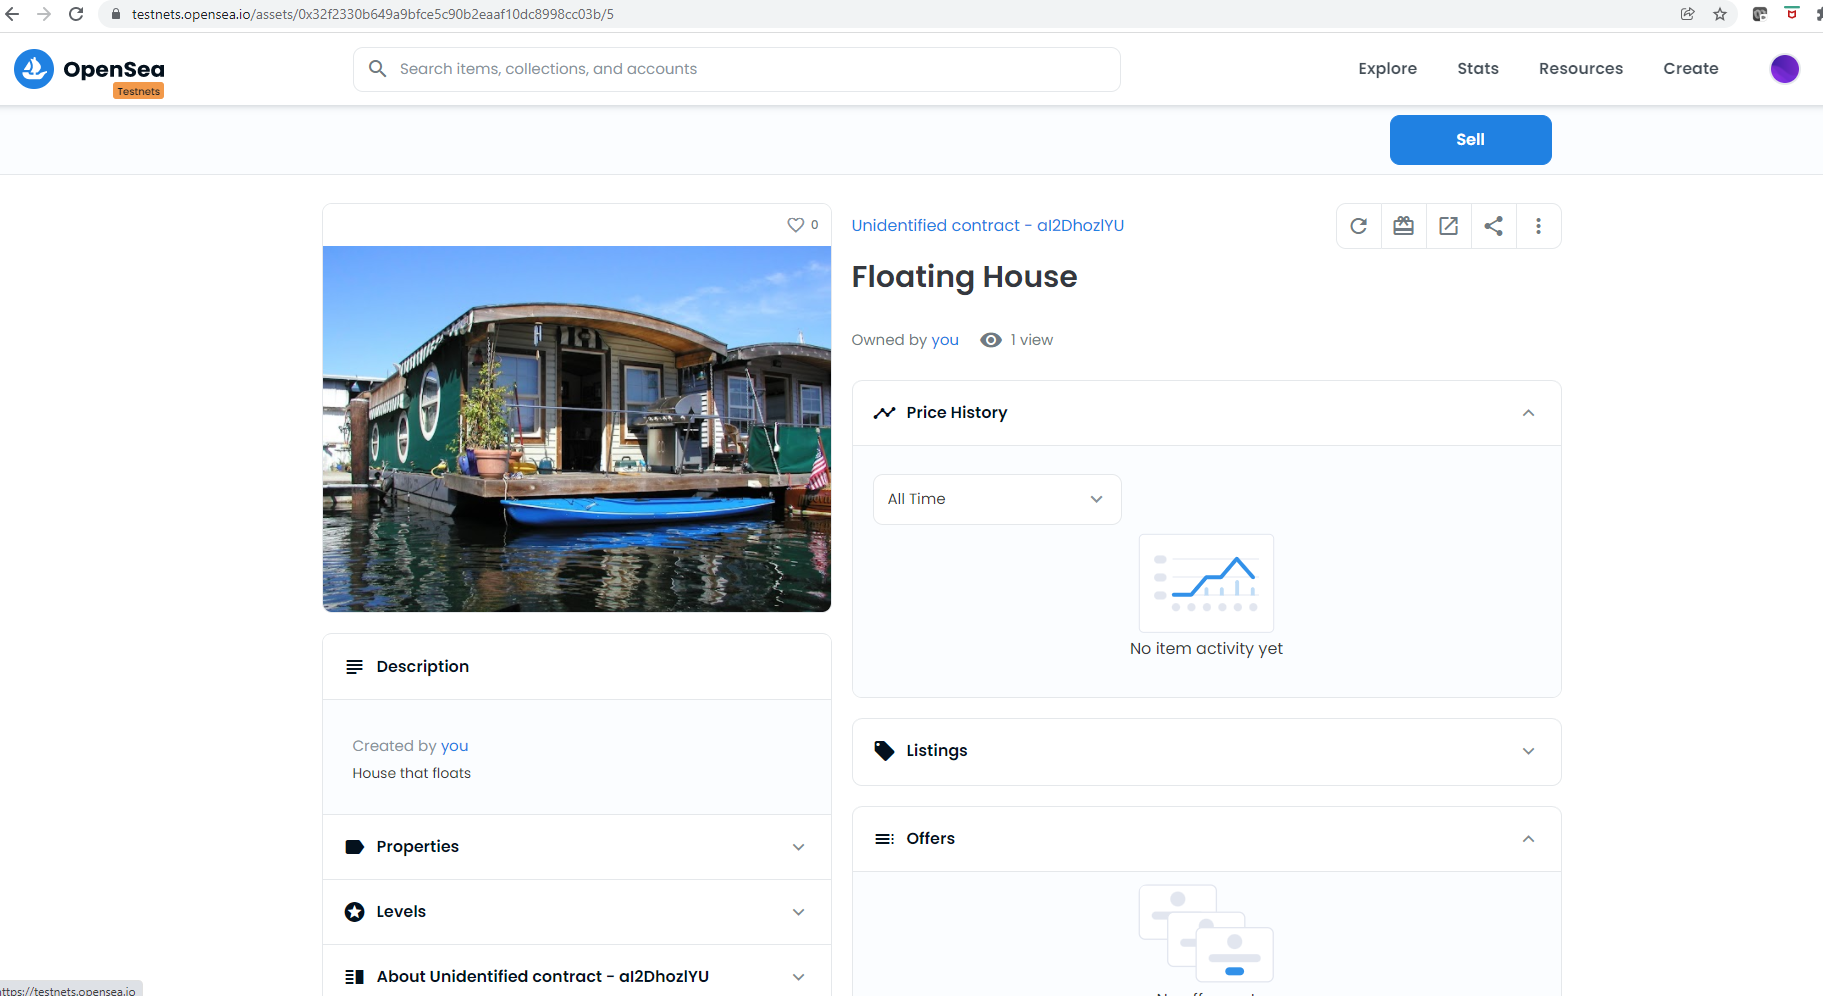 testnets.opensea.io/assets/0x32f2330b649a9bfce5c90b2eaaf10dc8998cc03b/5
OpenSea
Testnets
Search items, collections, and accounts
Explore
Stats
Resources
Create
Sell
0
Unidentified contract - aI2DhozlYU
Floating House
Owned by you
1 view
Price History
All Time
No item activity yet
Description
Created by you
House that floats
Properties
Levels
About Unidentified contract - aI2DhozlYU
Listings
Offers
https://testnets.opensea.io